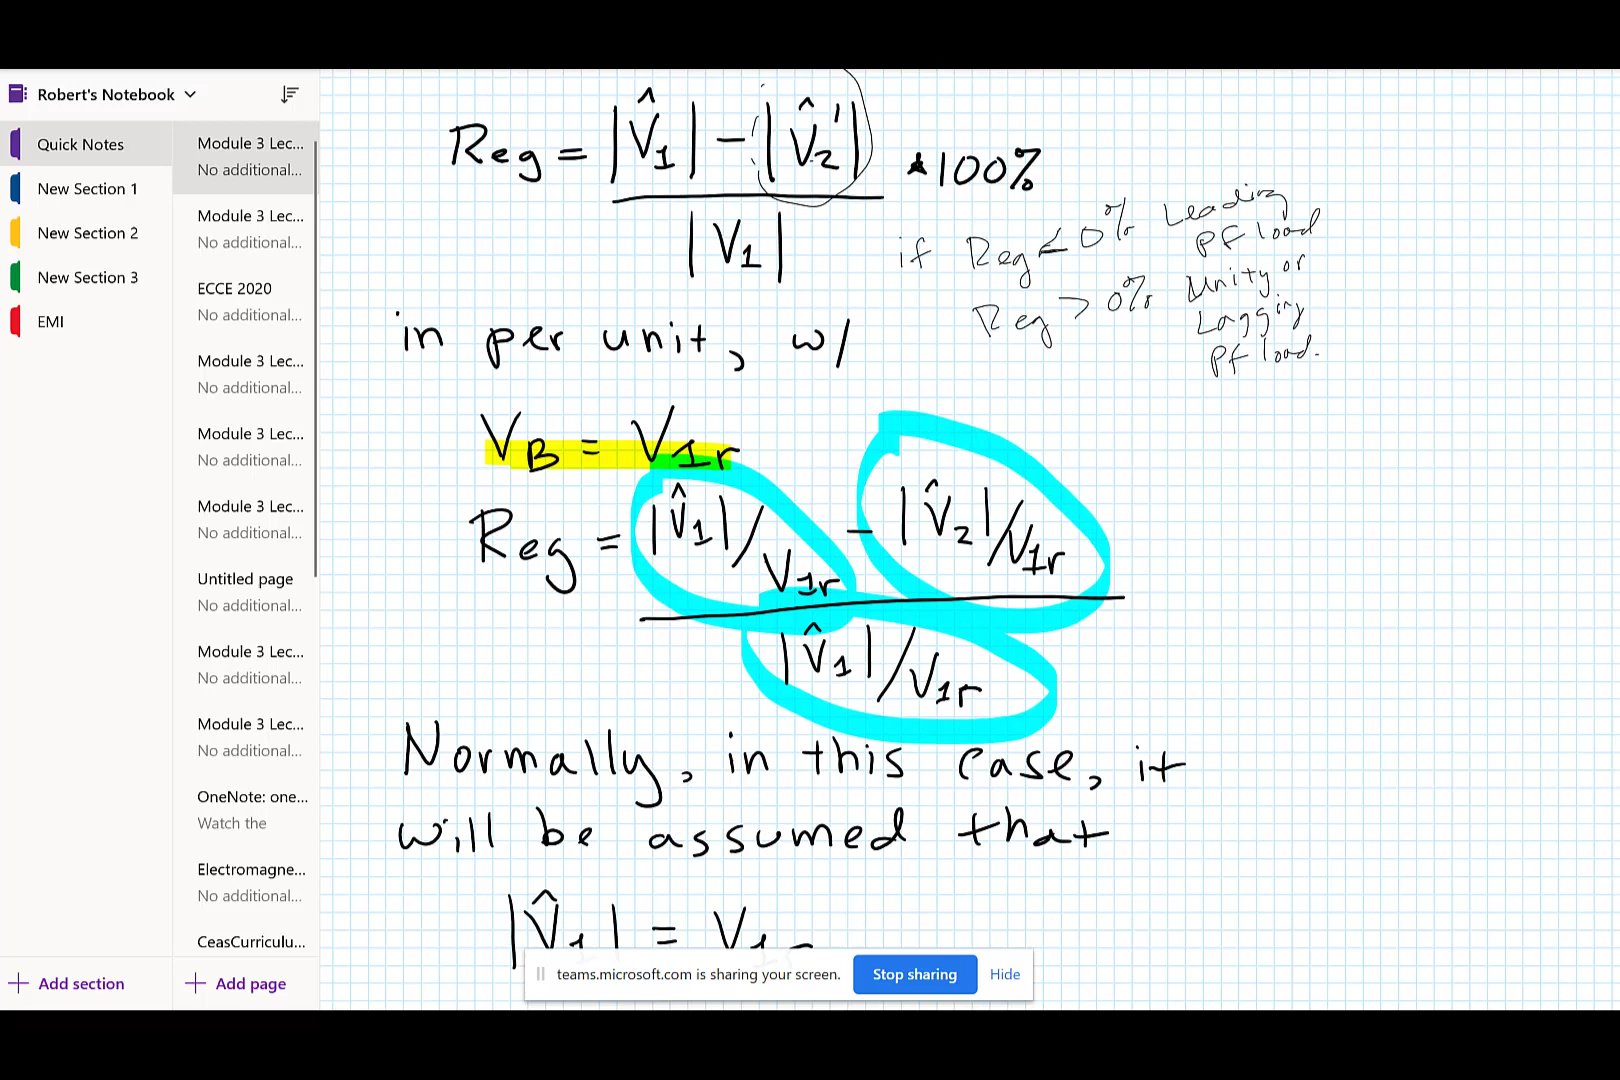 Robert's Notebook
Quick Notes
New Section 1
New Section 2
New Section 3
EMI
Add section
Module 3 Lec...
No additional...
Module 3 Lec...
No additional...
ECCE 2020
No additional...
Module 3 Lec...
No additional...
Module 3 Lec...
No additional...
Module 3 Lec...
No additional...
Untitled page
No additional...
Module 3 Lec...
No additional...
Module 3 Lec...
No additional...
OneNote: one...
Watch the
Electromagne...
No additional...
CeasCurriculu...
Add page
Reg = |V̂1| - |V̂2'|
* 100%
|V1|
if Reg < 0% Leading
PF load
Reg > 0% Unity or
Lagging
PF load.
in per unit, w/
VB = V1r
Reg = |V̂1|/V1r - |V̂2|/V1r
|V̂1|/V1r
Normally, in this case, it
will be assumed that
|V̂1| = V1r
teams.microsoft.com is sharing your screen.
Stop sharing
Hide